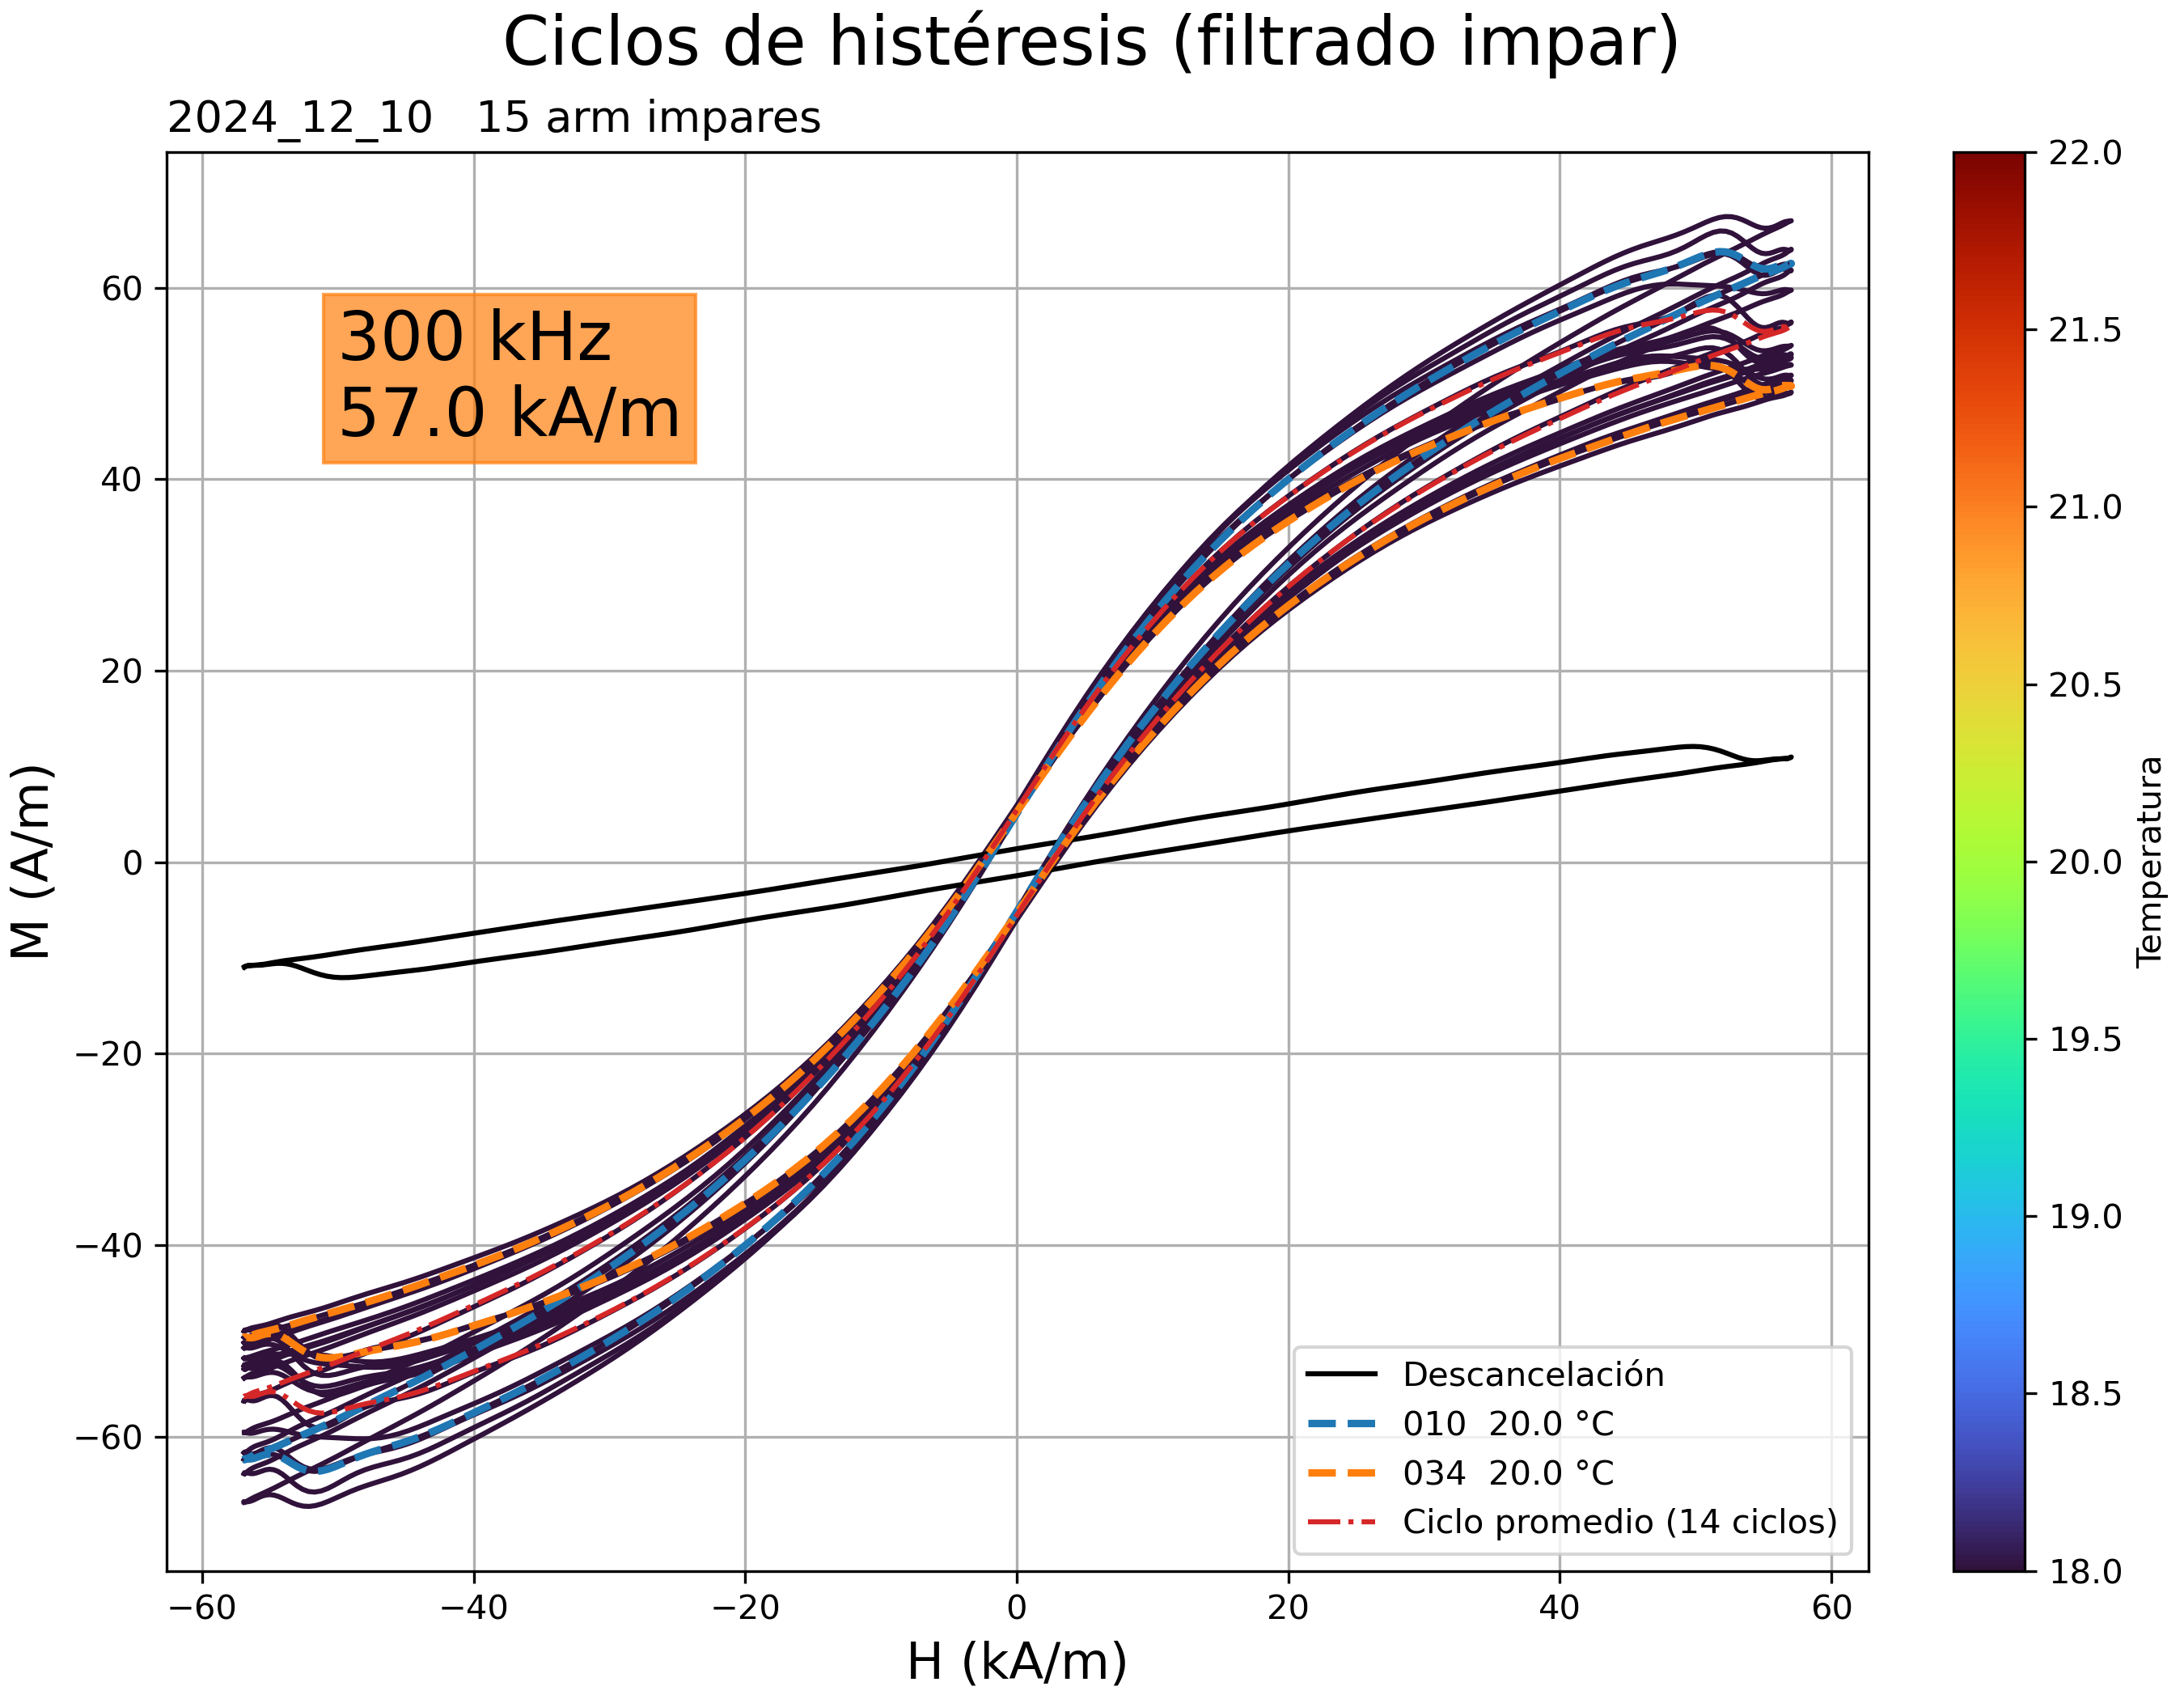 Ciclos de histéresis (filtrado impar)
2024_12_10   15 arm impares
300 kHz
57.0 kA/m
60
40
20
0
−20
−40
−60
M (A/m)
−60
−40
−20
0
20
40
60
H (kA/m)
Descancelación
010  20.0 °C
034  20.0 °C
Ciclo promedio (14 ciclos)
22.0
21.5
21.0
20.5
20.0
19.5
19.0
18.5
18.0
Temperatura